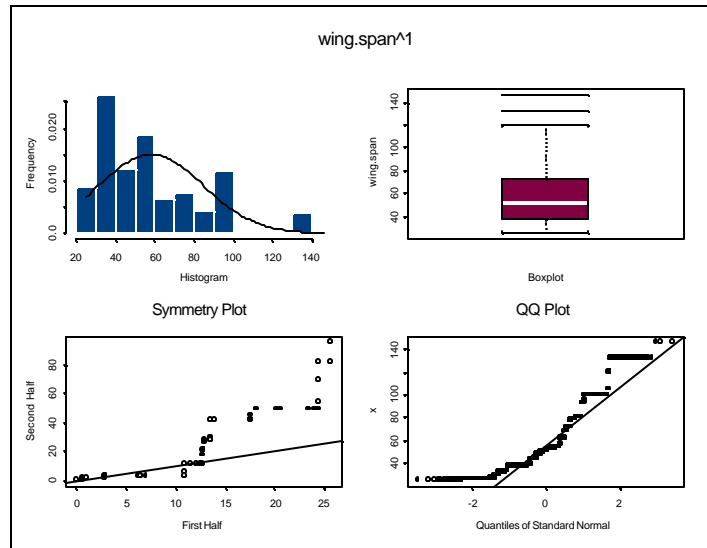 wing.span^1
Frequency
0.0 0.010 0.020
20 40 60 80 100 120 140
Histogram
wing.span
40 60 80 100 140
Boxplot
Symmetry Plot
Second Half
0 20 40 60 80
0 5 10 15 20 25
First Half
QQ Plot
x
40 60 80 100 140
-2 0 2
Quantiles of Standard Normal